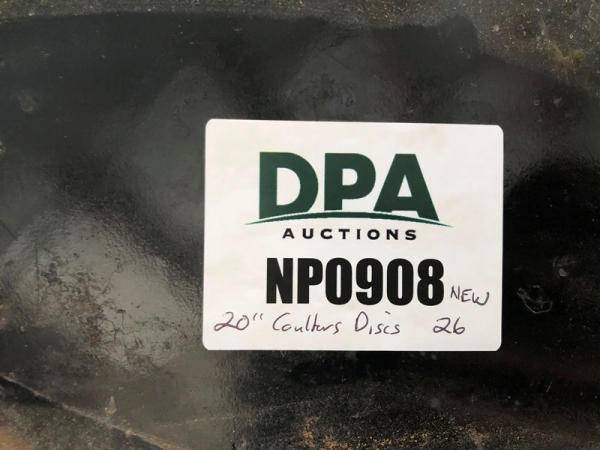 DPA
AUCTIONS
NP0908 NEW
20" Coulters Discs 26